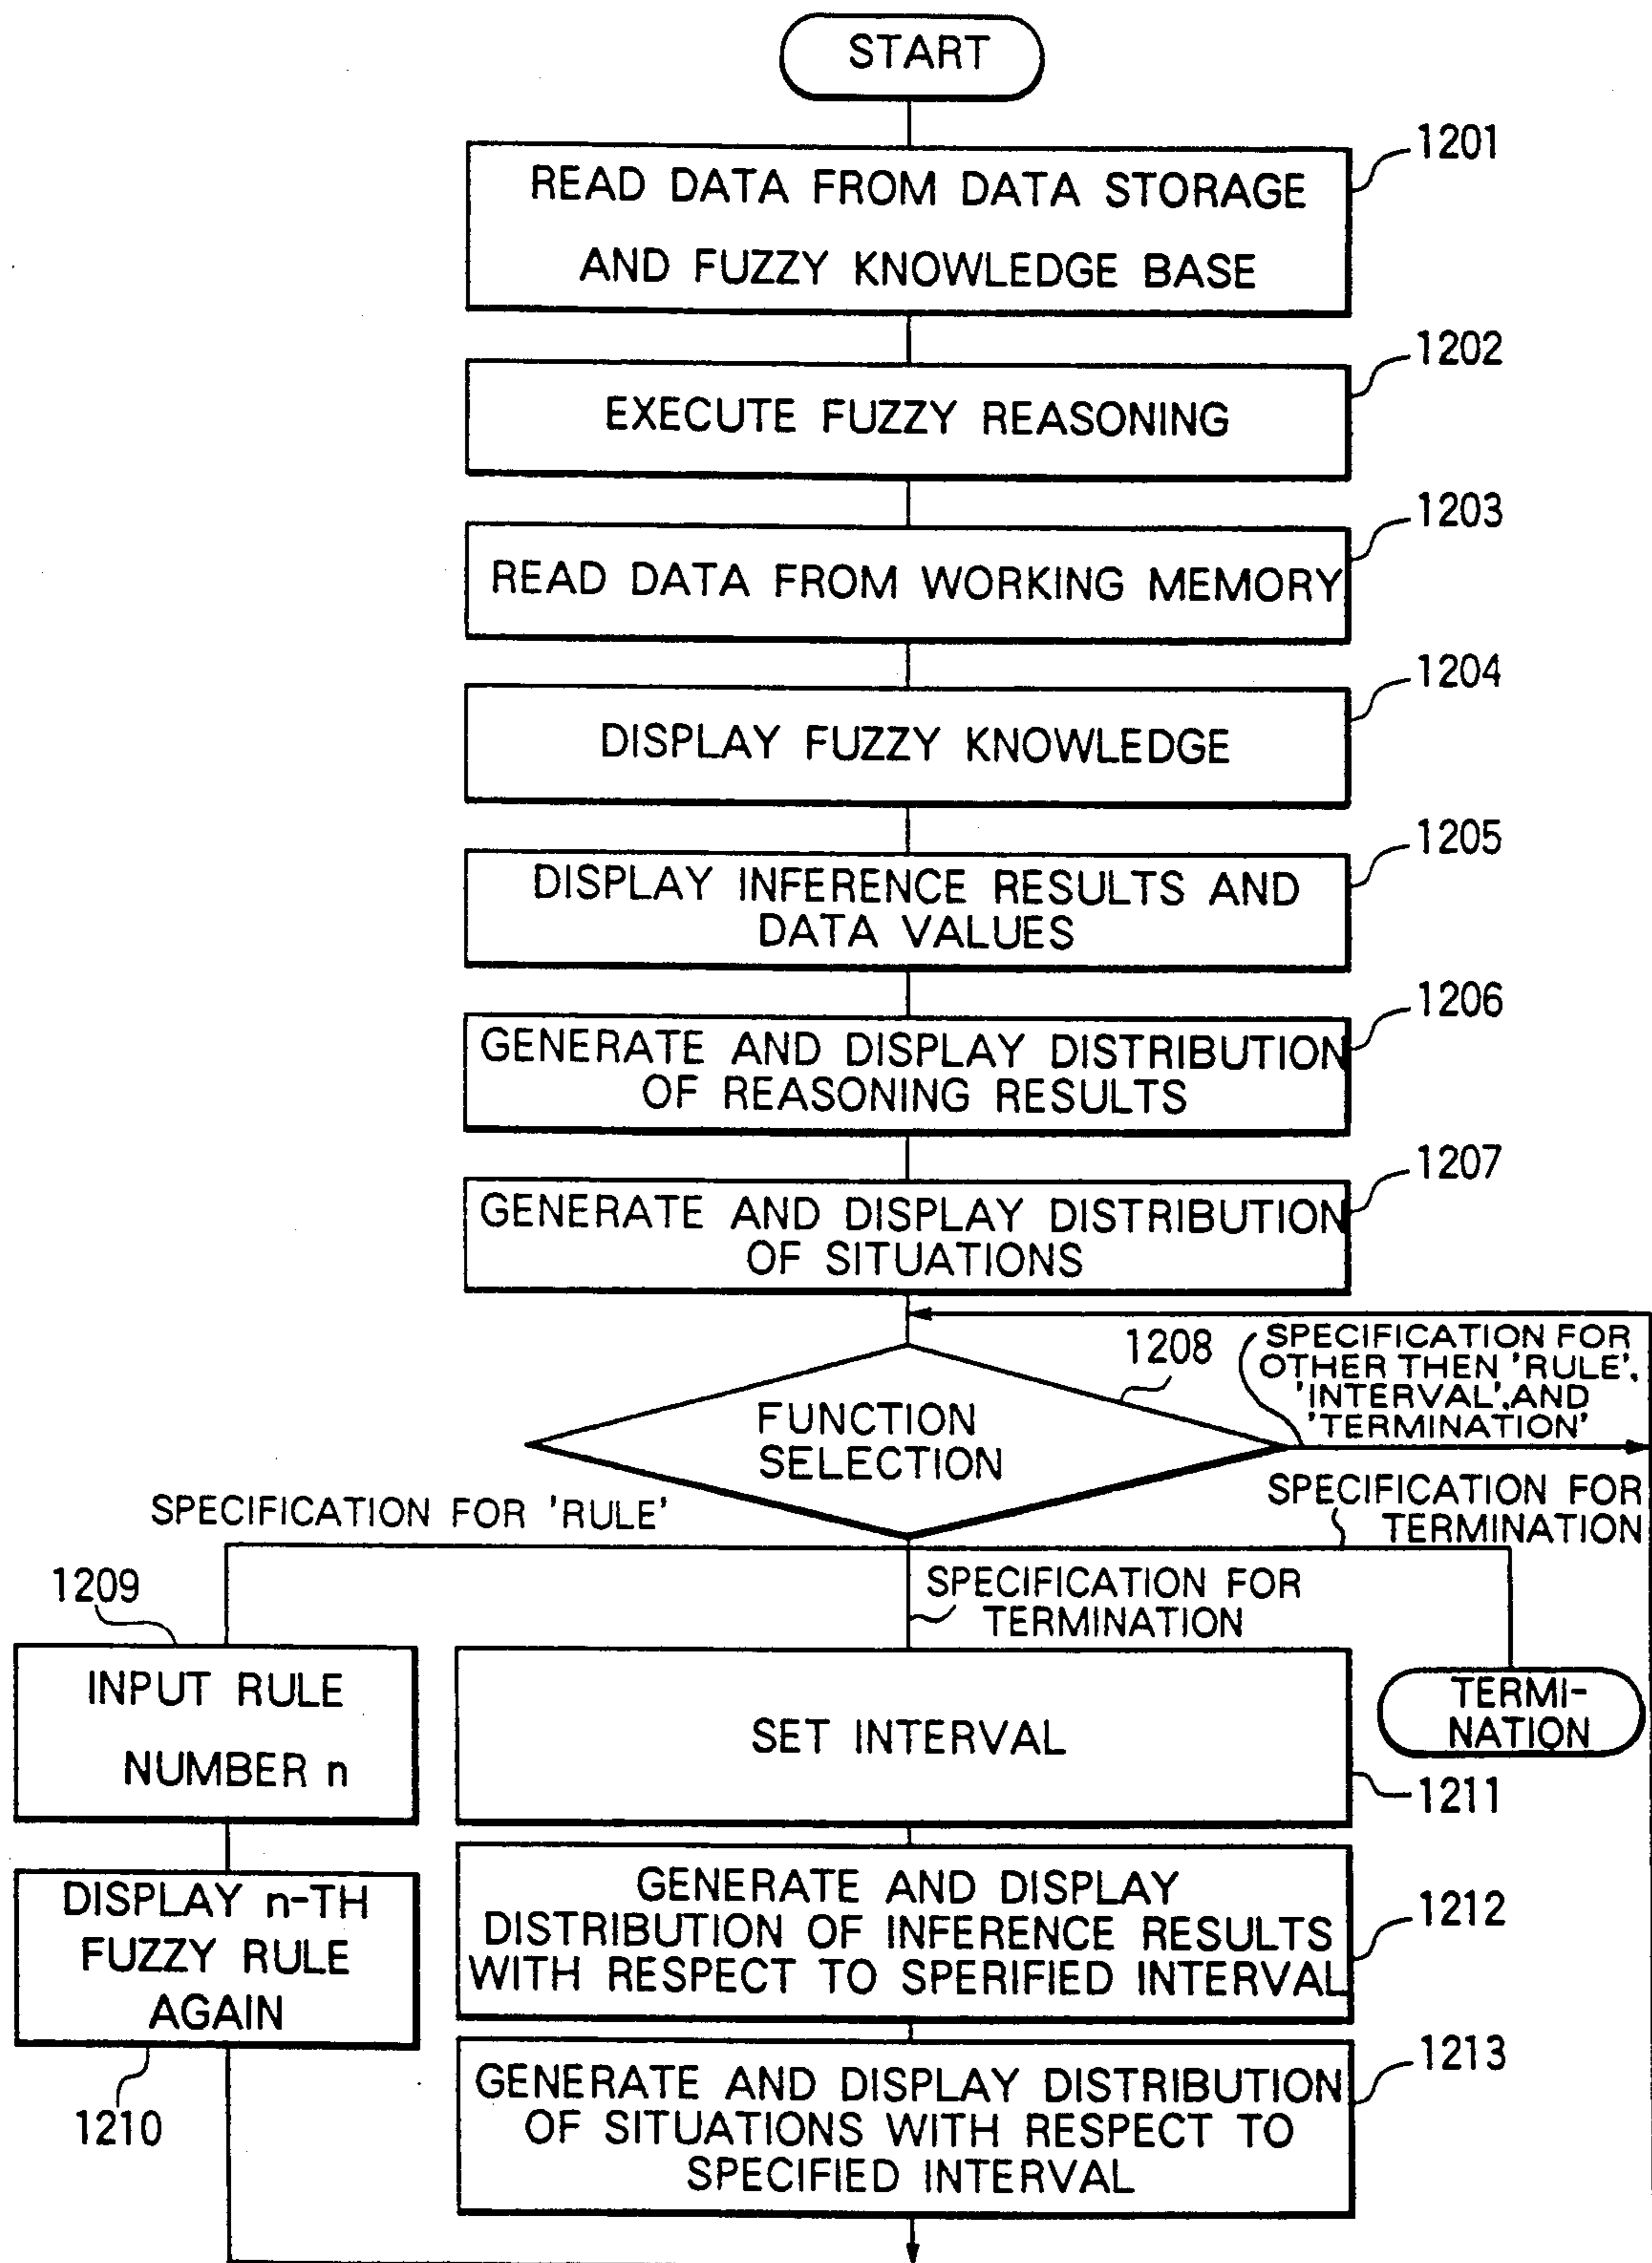 START
1201
READ DATA FROM DATA STORAGE
AND FUZZY KNOWLEDGE BASE
1202
EXECUTE FUZZY REASONING
1203
READ DATA FROM WORKING MEMORY
1204
DISPLAY FUZZY KNOWLEDGE
1205
DISPLAY INFERENCE RESULTS AND
DATA VALUES
1206
GENERATE AND DISPLAY DISTRIBUTION
OF REASONING RESULTS
1207
GENERATE AND DISPLAY DISTRIBUTION
OF SITUATIONS
1208
FUNCTION
SELECTION
SPECIFICATION FOR
OTHER THEN 'RULE',
'INTERVAL', AND
'TERMINATION'
SPECIFICATION FOR 'RULE'
SPECIFICATION FOR
TERMINATION
SPECIFICATION FOR
TERMINATION
1209
INPUT RULE
NUMBER n
SET INTERVAL
1211
TERMI-
NATION
DISPLAY n-TH
FUZZY RULE
AGAIN
1210
GENERATE AND DISPLAY
DISTRIBUTION OF INFERENCE RESULTS
WITH RESPECT TO SPERIFIED INTERVAL
1212
GENERATE AND DISPLAY DISTRIBUTION
OF SITUATIONS WITH RESPECT TO
SPECIFIED INTERVAL
1213